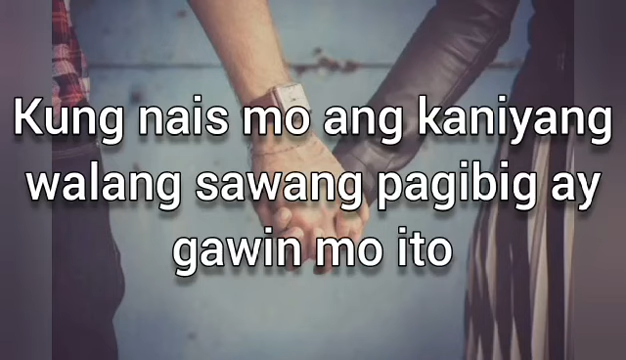 Kung nais mo ang kaniyang
walang sawang pagibig ay
gawin mo ito